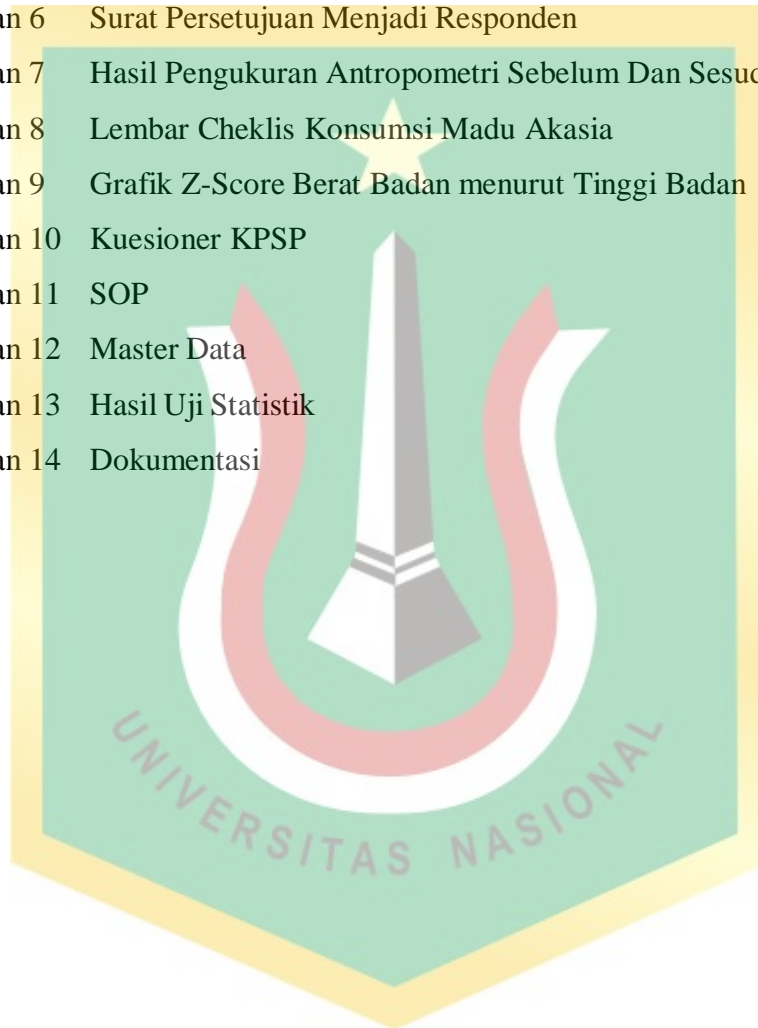 an 6 Surat Persetujuan Menjadi Responden
an 7 Hasil Pengukuran Antropometri Sebelum Dan Sesud
an 8 Lembar Cheklis Konsumsi Madu Akasia
an 9 Grafik Z-Score Berat Badan menurut Tinggi Badan
an 10 Kuesioner KPSP
an 11 SOP
an 12 Master Data
an 13 Hasil Uji Statistik
an 14 Dokumentasi
UNIVERSITAS NASIONAL